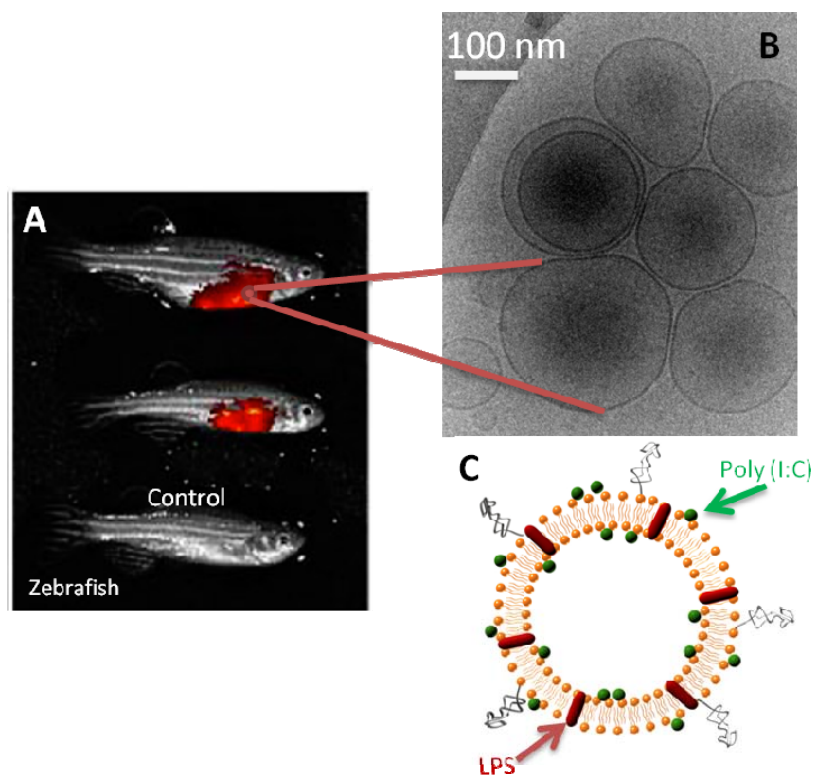 100 nm
B
A
Control
Zebrafish
C
Poly (I:C)
LPS